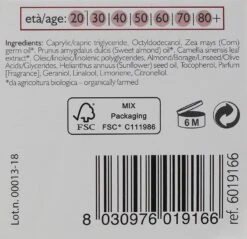 età/age: 20 30 40 50 60 70 80+
Ingredients: Caprylic/capric triglyceride, Octyldodecanol, Zea mays (Corn)
germ oil*, Prunus amygdalus dulcis (Sweet almond) oil*, Camellia sinensis leaf
extract*, Oleic/linoleic/linolenic polyglycerides, Almond/Borage/Linseed/Olive
Acids/Glycerides, Helianthus annuus (Sunflower) seed oil, Tocopherol, Parfum
[Fragrance], Geraniol, Linalool, Limonene, Citronellol.
*da agricoltura biologica - organically farmed
FSC
MIX
Packaging
FSC® C111986
6 M
Lot.n. 00013-18
8 030976 019166
ref. 6019166